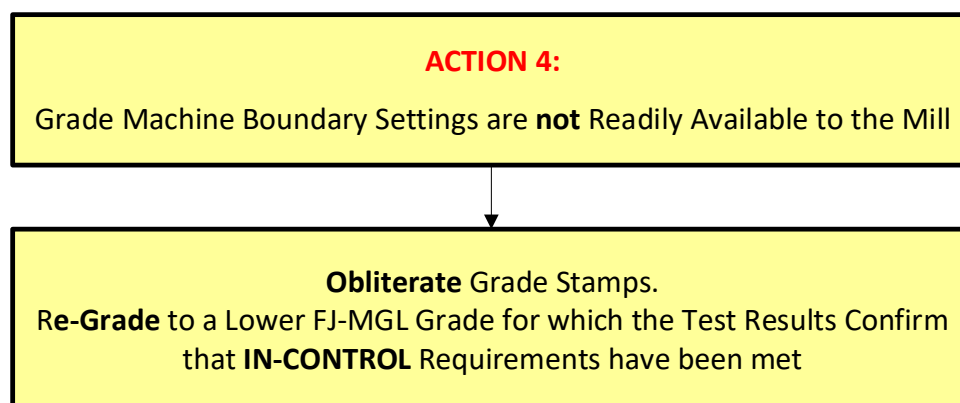 ACTION 4:
Grade Machine Boundary Settings are not Readily Available to the Mill
Obliterate Grade Stamps.
Re-Grade to a Lower FJ-MGL Grade for which the Test Results Confirm
that IN-CONTROL Requirements have been met